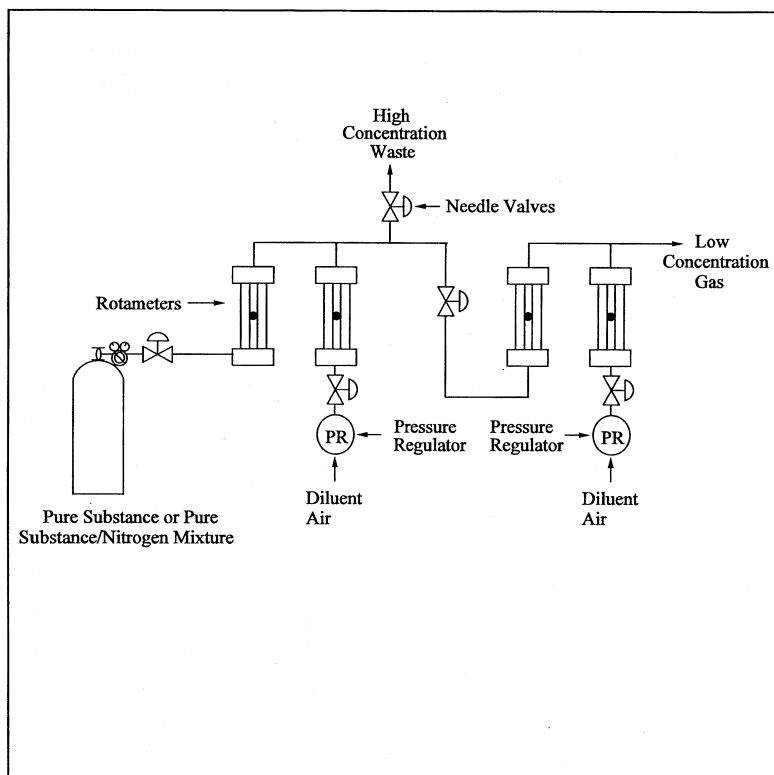 High
Concentration
Waste
Needle Valves
Low
Concentration
Gas
Rotameters
PR
Pressure
Regulator
Pressure
Regulator
PR
Diluent
Air
Diluent
Air
Pure Substance or Pure
Substance/Nitrogen Mixture